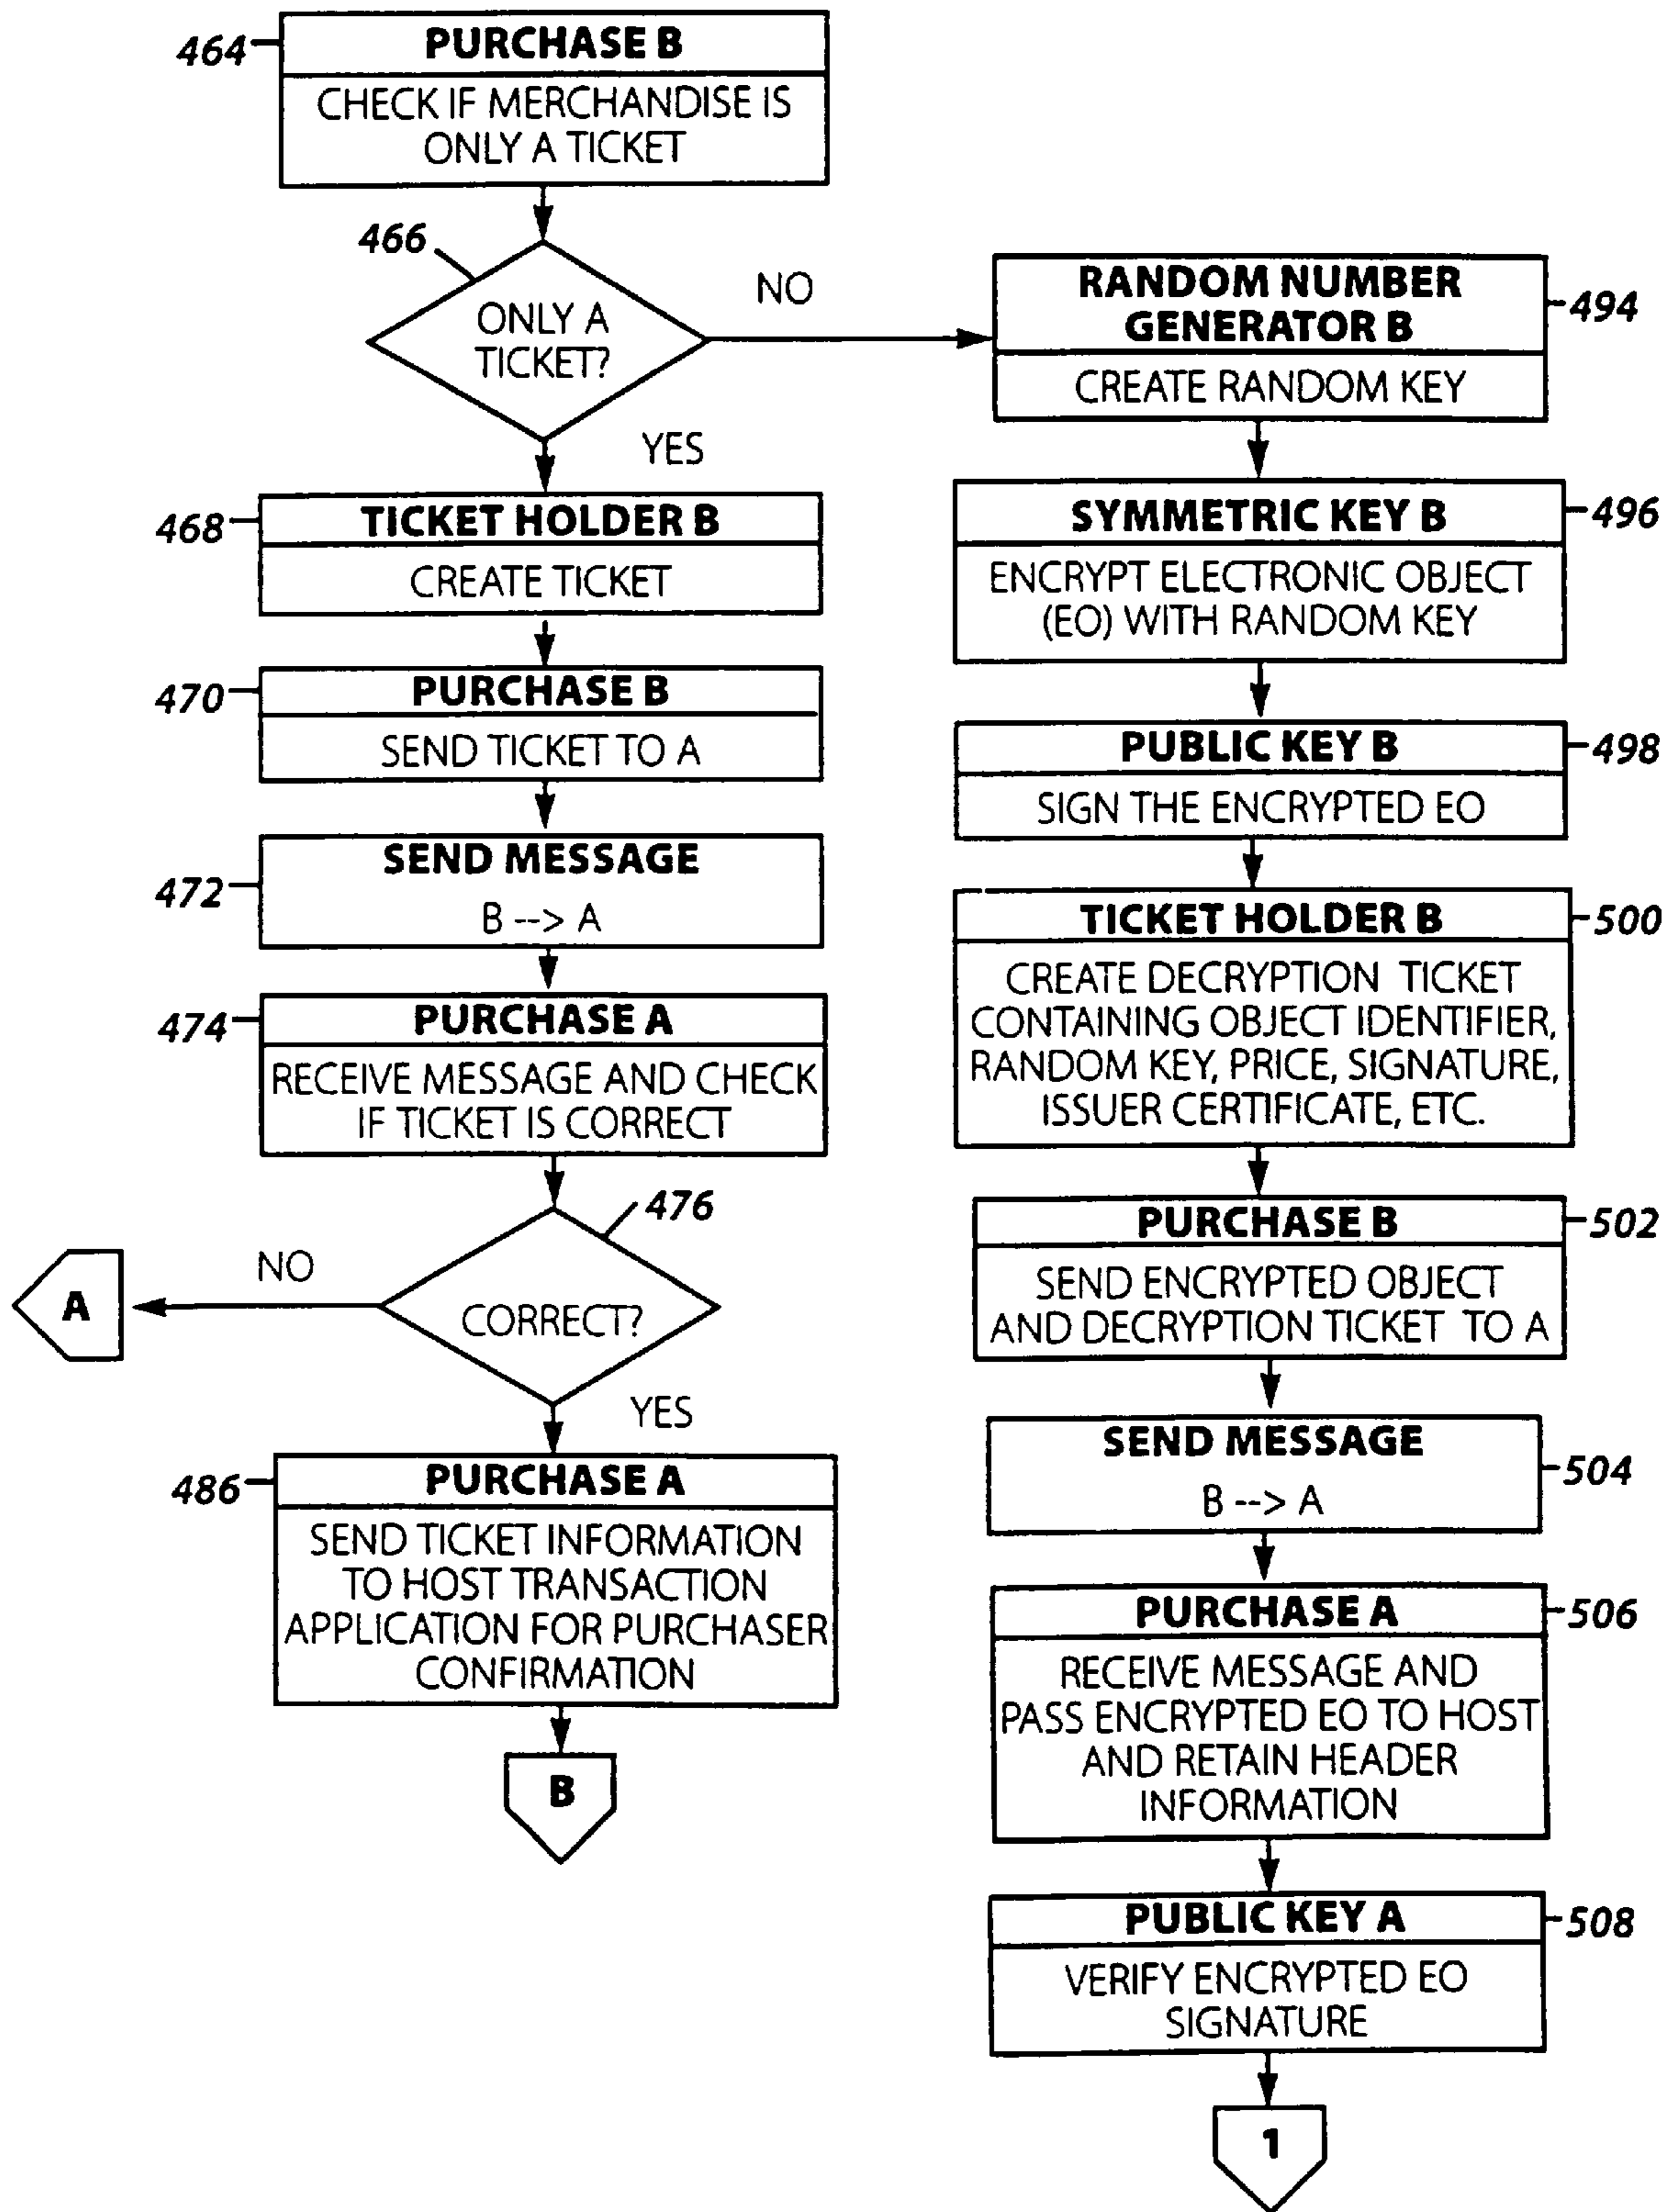 464
PURCHASE B
CHECK IF MERCHANDISE IS
ONLY A TICKET
466
ONLY A
TICKET?
NO
YES
468
TICKET HOLDER B
CREATE TICKET
470
PURCHASE B
SEND TICKET TO A
472
SEND MESSAGE
B --> A
474
PURCHASE A
RECEIVE MESSAGE AND CHECK
IF TICKET IS CORRECT
476
CORRECT?
NO
A
YES
486
PURCHASE A
SEND TICKET INFORMATION
TO HOST TRANSACTION
APPLICATION FOR PURCHASER
CONFIRMATION
B
RANDOM NUMBER
GENERATOR B
494
CREATE RANDOM KEY
SYMMETRIC KEY B
496
ENCRYPT ELECTRONIC OBJECT
(EO) WITH RANDOM KEY
PUBLIC KEY B
498
SIGN THE ENCRYPTED EO
TICKET HOLDER B
500
CREATE DECRYPTION TICKET
CONTAINING OBJECT IDENTIFIER,
RANDOM KEY, PRICE, SIGNATURE,
ISSUER CERTIFICATE, ETC.
PURCHASE B
502
SEND ENCRYPTED OBJECT
AND DECRYPTION TICKET TO A
SEND MESSAGE
504
B --> A
PURCHASE A
506
RECEIVE MESSAGE AND
PASS ENCRYPTED EO TO HOST
AND RETAIN HEADER
INFORMATION
PUBLIC KEY A
508
VERIFY ENCRYPTED EO
SIGNATURE
1